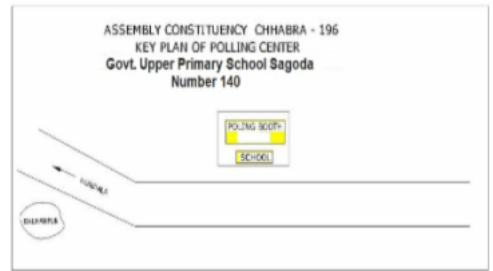 ASSEMBLY CONSTITUENCY CHHABRA - 196
KEY PLAN OF POLLING CENTER
Govt. Upper Primary School Sagoda
Number 140
POLING BOOTH
SCHOOL